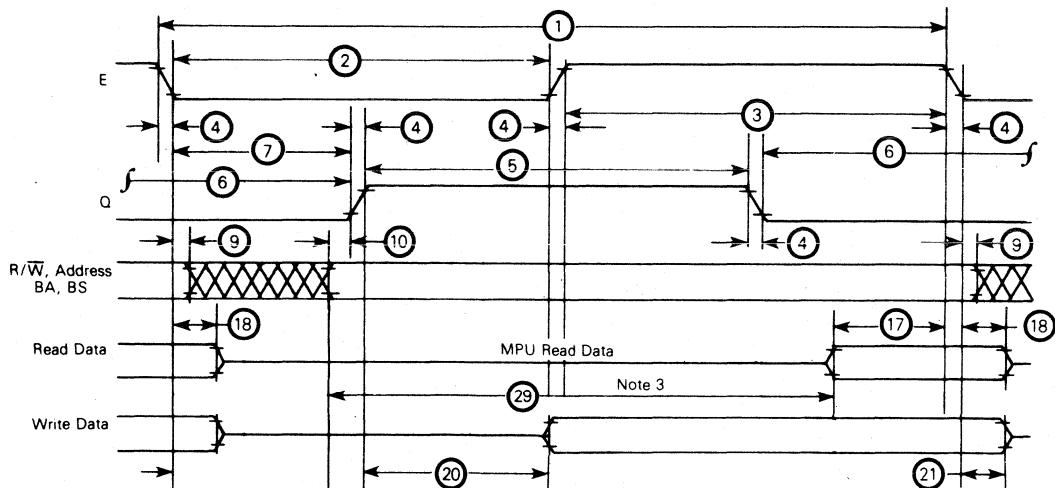 1
2
E
4
4
4
3
4
7
6
5
6
Q
9
10
4
9
R/W̅, Address
BA, BS
18
17
18
Read Data
MPU Read Data
29
Note 3
Write Data
20
21